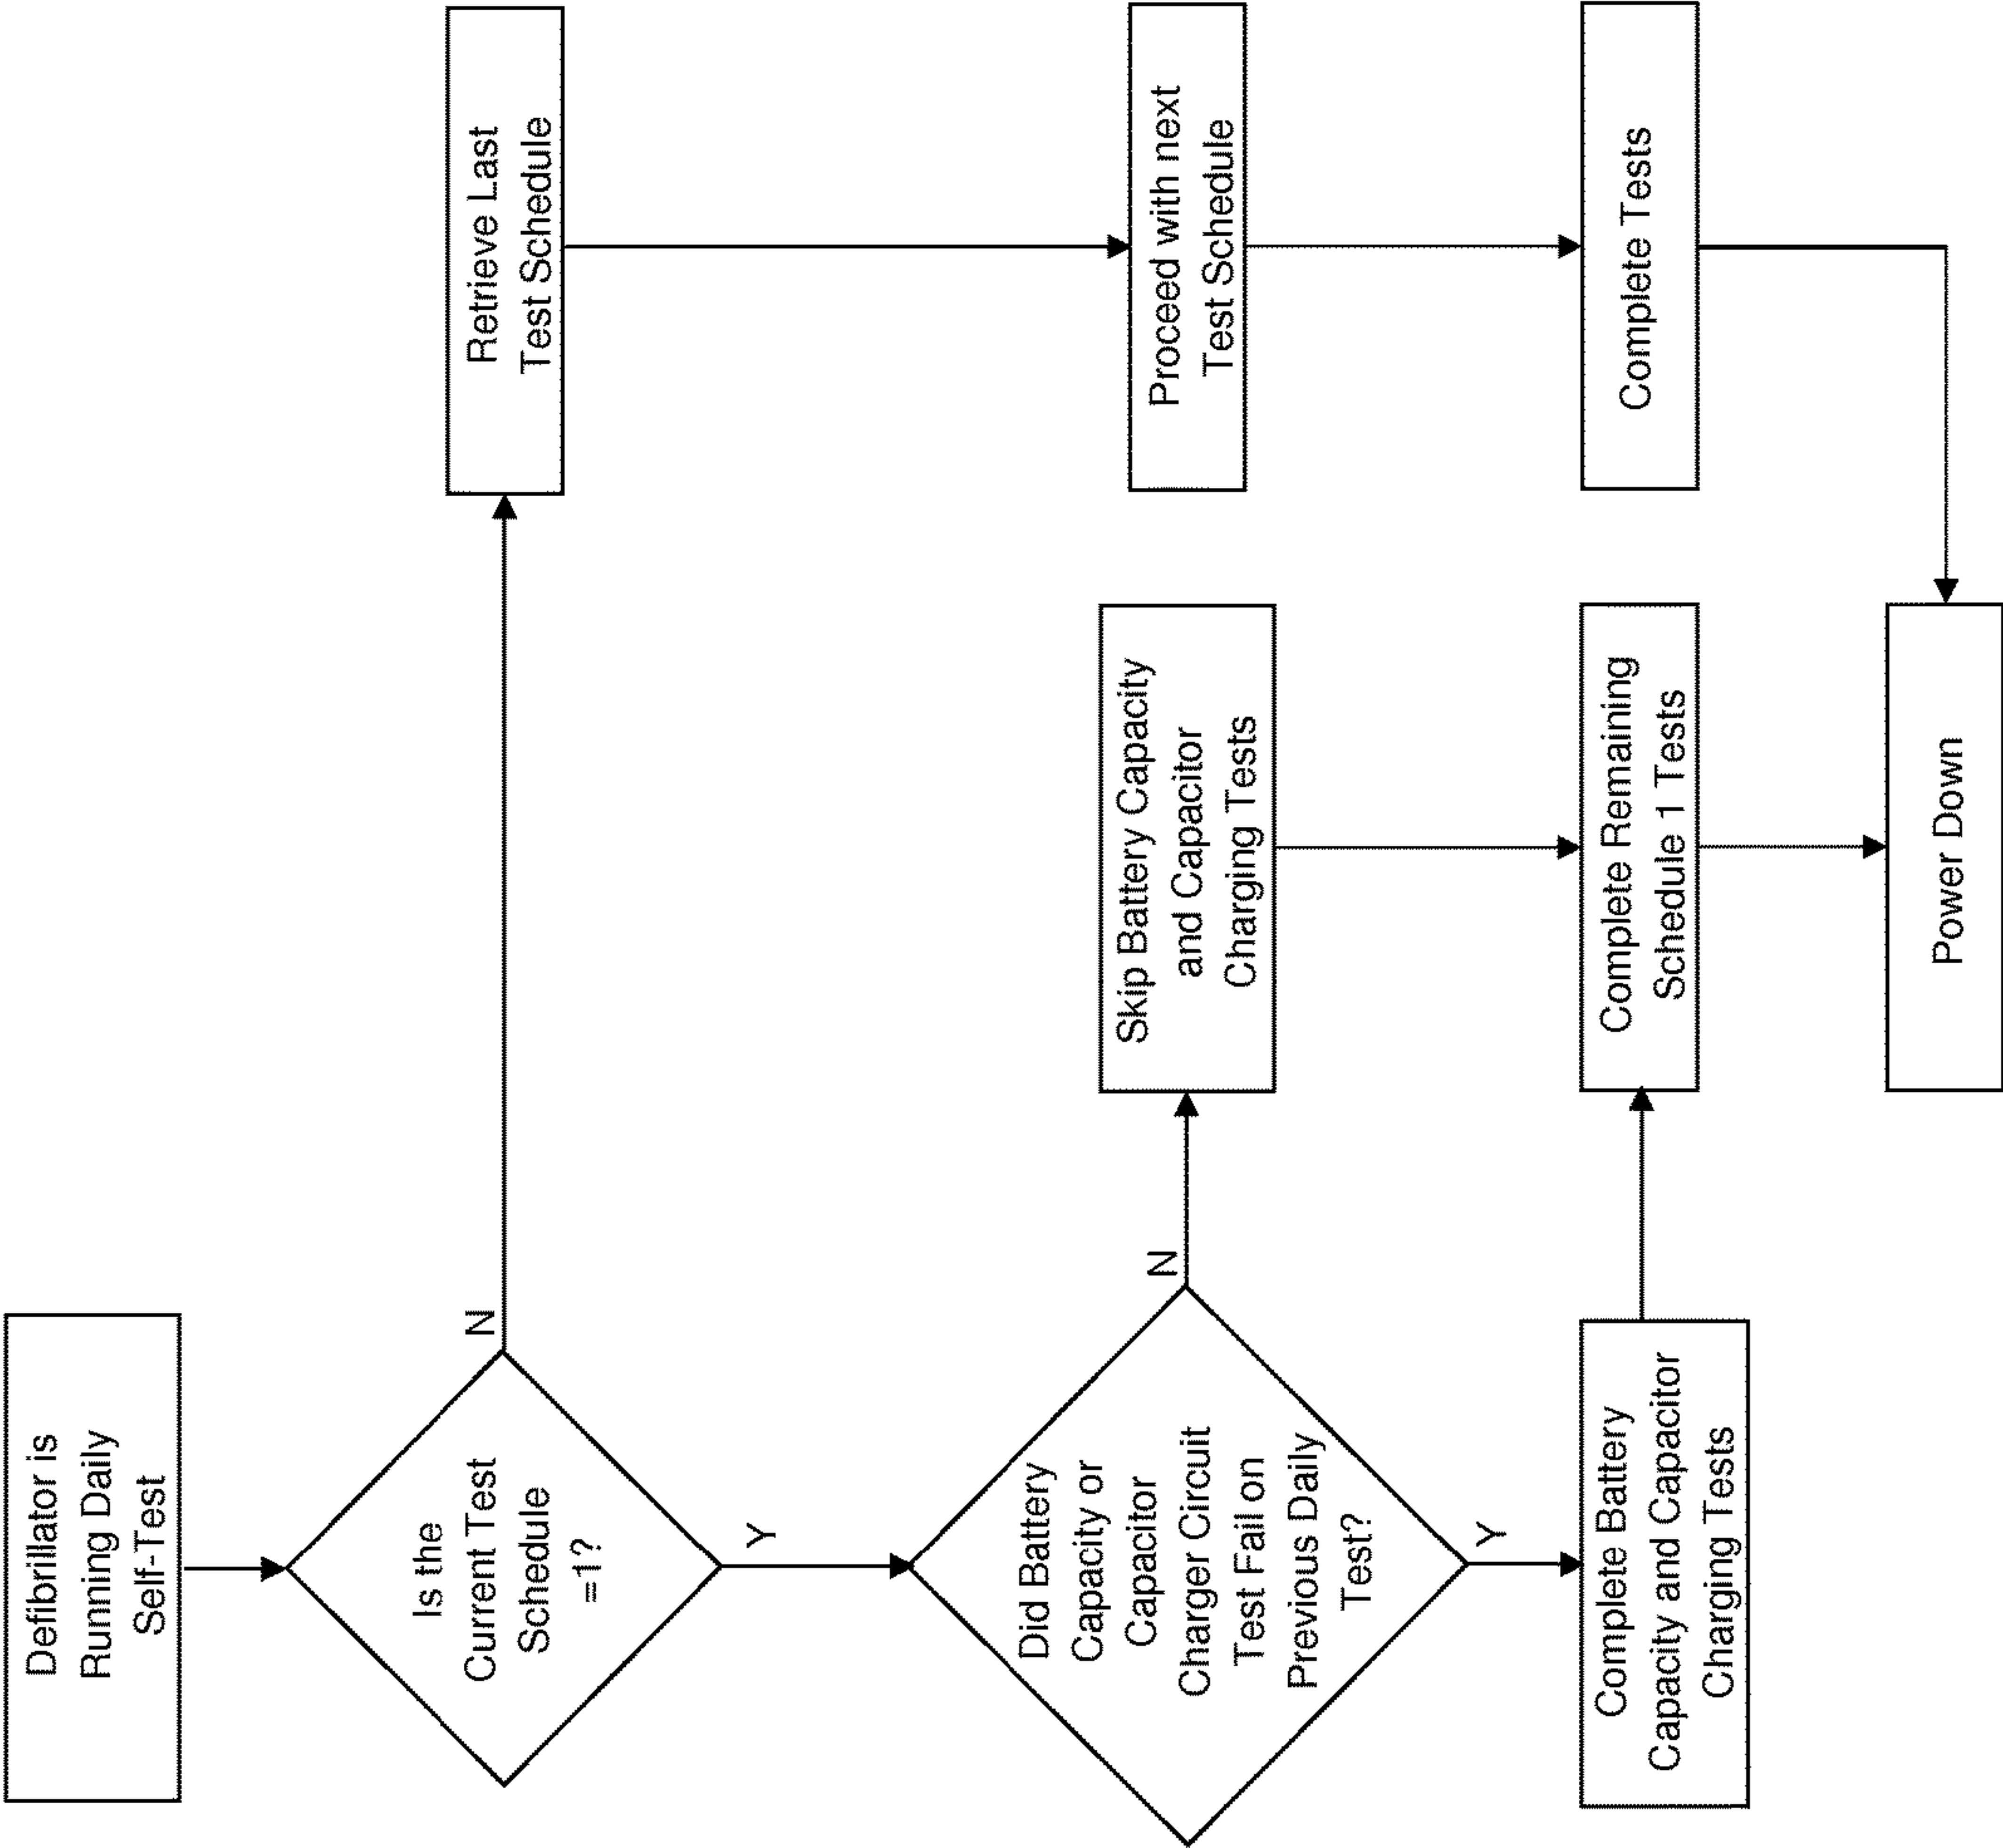 Defibrillator is
Running Daily
Self-Test
Is the
Current Test
Schedule
=1?
N
Retrieve Last
Test Schedule
Y
Did Battery
Capacity or
Capacitor
Charger Circuit
Test Fail on
Previous Daily
Test?
N
Skip Battery Capacity
and Capacitor
Charging Tests
Proceed with next
Test Schedule
Y
Complete Battery
Capacity and Capacitor
Charging Tests
Complete Remaining
Schedule 1 Tests
Complete Tests
Power Down